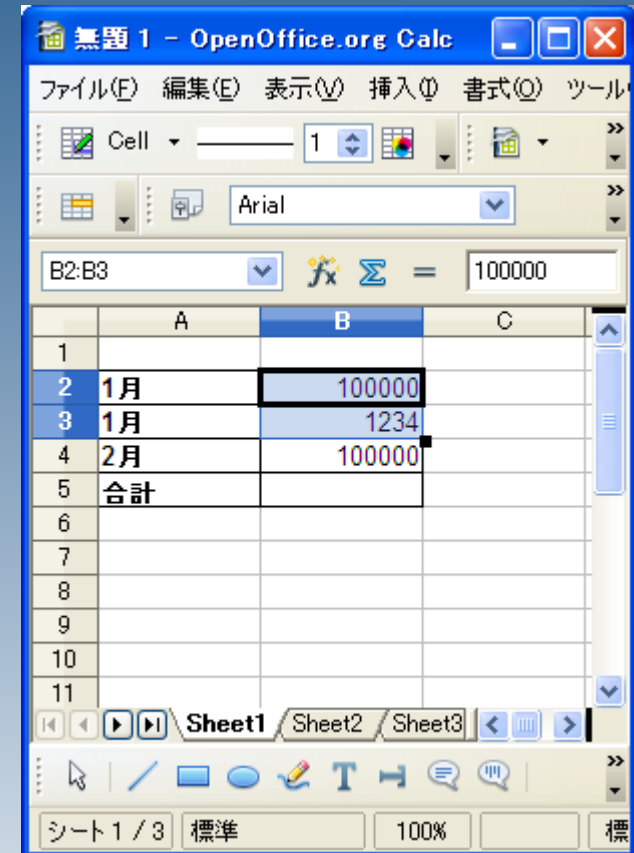 無題 1 - OpenOffice.org Calc
ファイル(F) 編集(E) 表示(V) 挿入(I) 書式(O) ツール
Cell 1
Arial
B2:B3 fx Σ = 100000
A B C
1
2 1月 100000
3 1月 1234
4 2月 100000
5 合計
6
7
8
9
10
11
Sheet1 Sheet2 Sheet3
T
シート 1 / 3 標準 100% 標